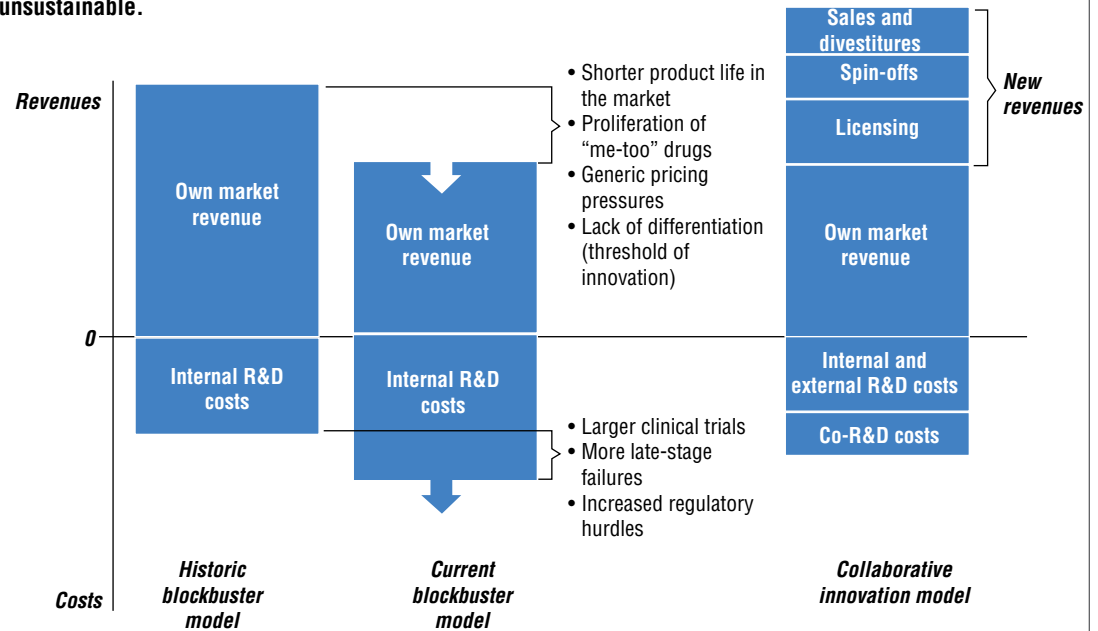 unsustainable.
Revenues
Own market
revenue
Own market
revenue
• Shorter product life in
the market
• Proliferation of
“me-too” drugs
• Generic pricing
pressures
• Lack of differentiation
(threshold of
innovation)
Sales and
divestitures
Spin-offs
Licensing
New
revenues
Own market
revenue
0
Internal R&D
costs
Internal R&D
costs
• Larger clinical trials
• More late-stage
failures
• Increased regulatory
hurdles
Internal and
external R&D costs
Co-R&D costs
Costs
Historic
blockbuster
model
Current
blockbuster
model
Collaborative
innovation model